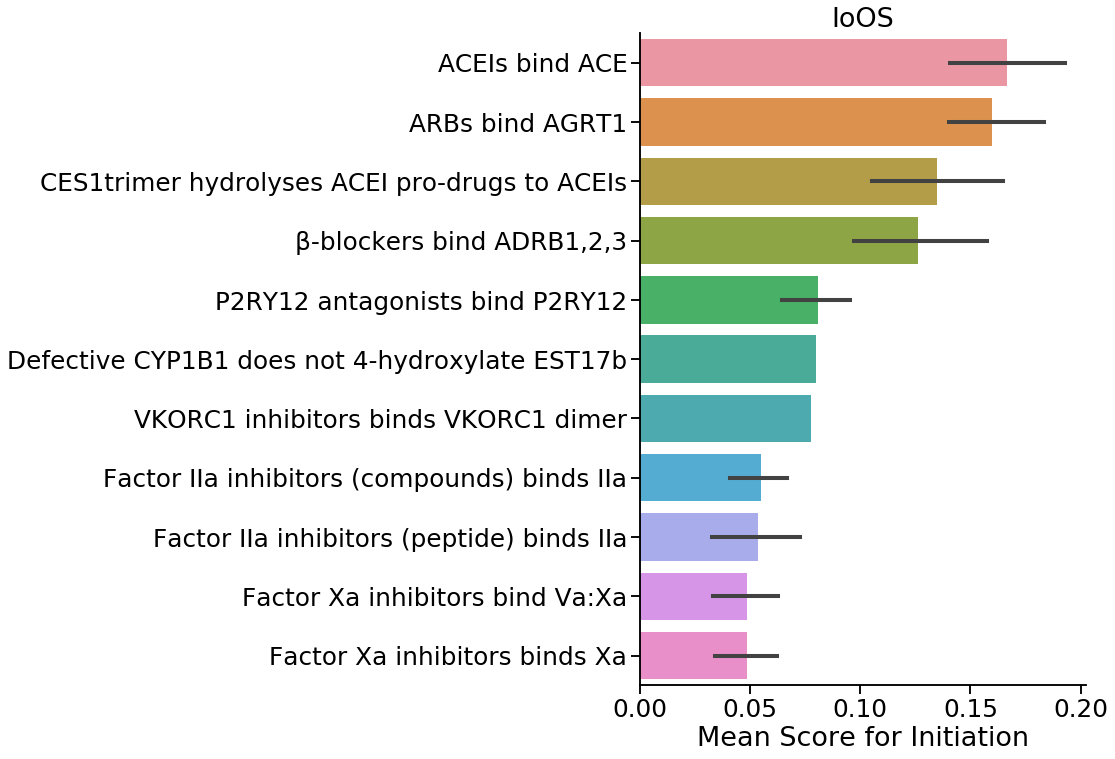 IoOS
ACEIs bind ACE
ARBs bind AGRT1
CES1trimer hydrolyses ACEI pro-drugs to ACEIs
β-blockers bind ADRB1,2,3
P2RY12 antagonists bind P2RY12
Defective CYP1B1 does not 4-hydroxylate EST17b
VKORC1 inhibitors binds VKORC1 dimer
Factor IIa inhibitors (compounds) binds IIa
Factor IIa inhibitors (peptide) binds IIa
Factor Xa inhibitors bind Va:Xa
Factor Xa inhibitors binds Xa
0.00 0.05 0.10 0.15 0.20
Mean Score for Initiation